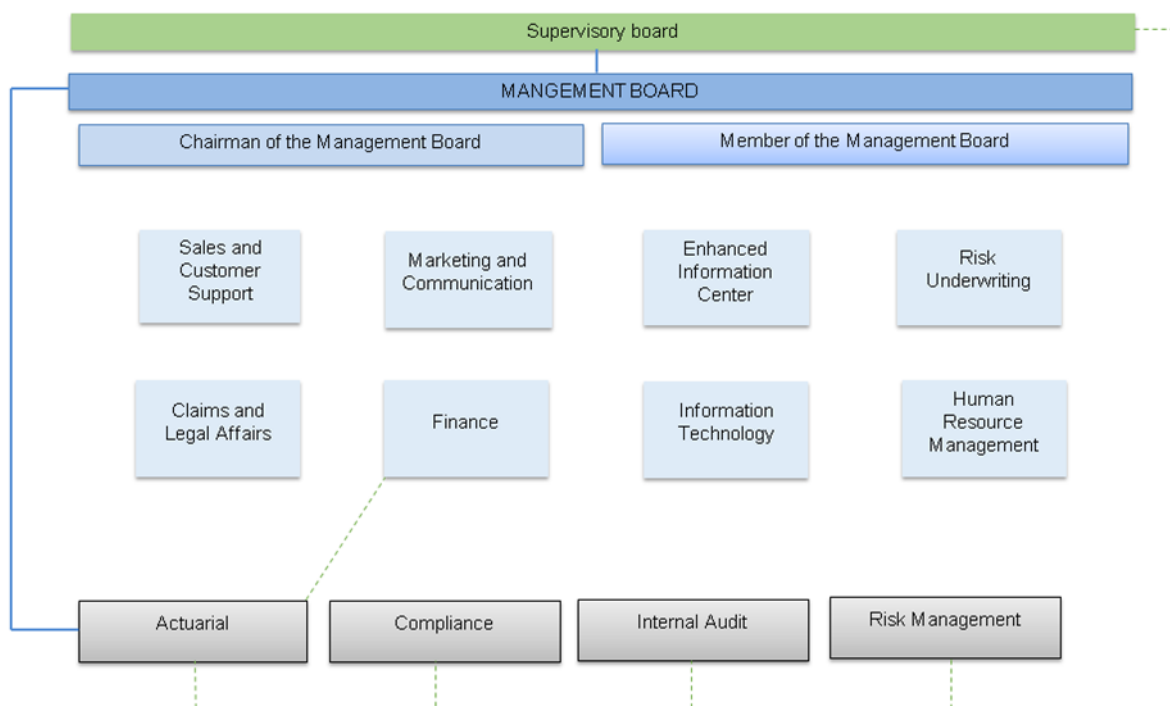 Supervisory board
MANGEMENT BOARD
Chairman of the Management Board
Member of the Management Board
Sales and
Customer
Support
Marketing and
Communication
Enhanced
Information
Center
Risk
Underwriting
Claims and
Legal Affairs
Finance
Information
Technology
Human
Resource
Management
Actuarial
Compliance
Internal Audit
Risk Management